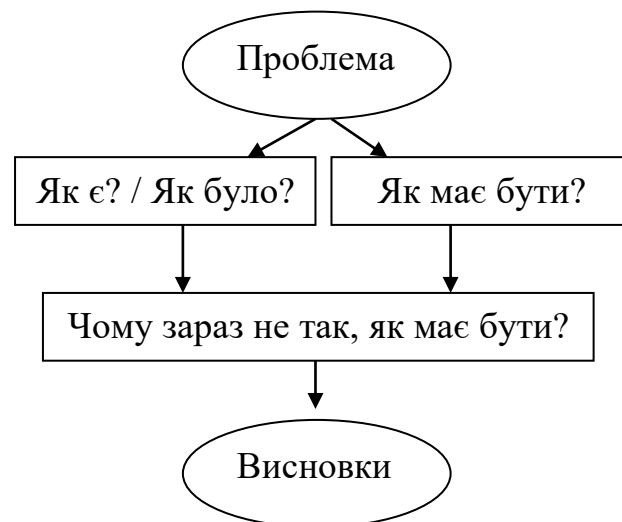 Проблема
Як є? / Як було?
Як має бути?
Чому зараз не так, як має бути?
Висновки